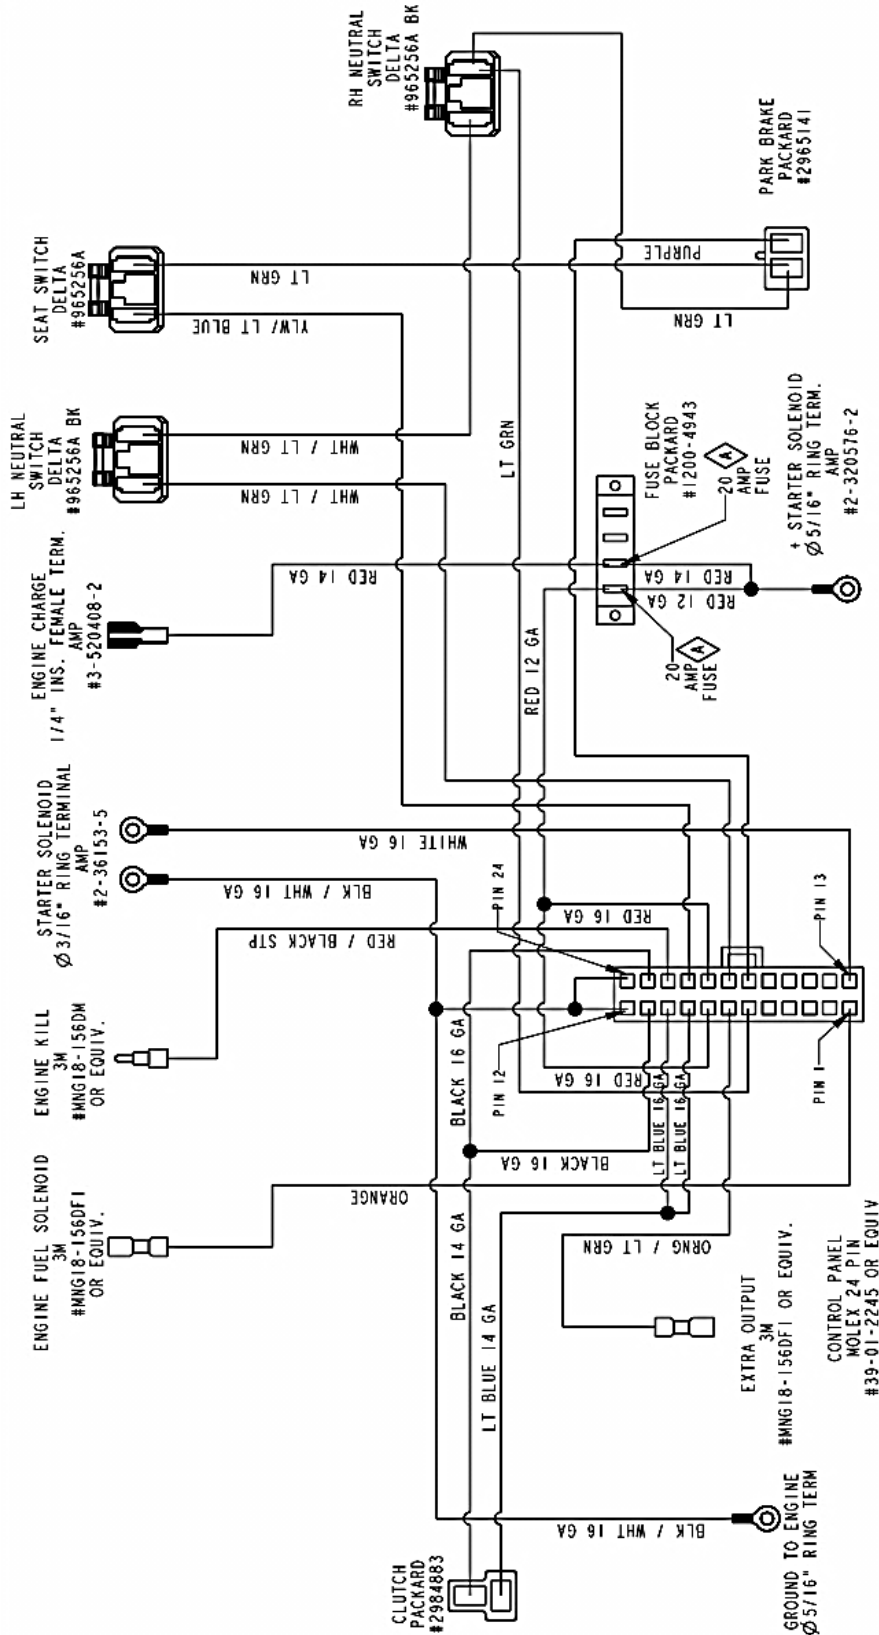 CLUTCH
PACKARD
#2984883
ENGINE FUEL SOLENOID
3M
#MNG18-156DFI
OR EQUIV.
ENGINE KILL
3M
#MNG18-156DM
OR EQUIV.
STARTER SOLENOID
Ø3/16" RING TERMINAL
AMP
#2-36153-5
ENGINE CHARGE
1/4" INS. FEMALE TERM.
AMP
#3-520408-2
LH NEUTRAL
SWITCH
DELTA
#965256A BK
SEAT SWITCH
DELTA
#965256A
RH NEUTRAL
SWITCH
DELTA
#965256A BK
ORANGE
RED / BLACK STP
BLK / WHT 16 GA
WHITE 16 GA
RED 14 GA
WHT / LT GRN
WHT / LT GRN
YLW/ LT BLUE
LT GRN
BLACK 14 GA
BLACK 16 GA
LT BLUE 14 GA
LT GRN
RED 12 GA
BLK / WHT 16 GA
ORNG / LT GRN
BLACK 16 GA
LT BLUE 16 GA
LT BLUE 16 GA
RED 16 GA
RED 16 GA
PIN 12
PIN 24
PIN 1
PIN 13
RED 12 GA
RED 14 GA
LT GRN
PURPLE
20
AMP
FUSE
A
FUSE BLOCK
PACKARD
#1200-4943
20
AMP
FUSE
A
PARK BRAKE
PACKARD
#2965141
GROUND TO ENGINE
Ø5/16" RING TERM
EXTRA OUTPUT
3M
#MNG18-156DFI OR EQUIV.
CONTROL PANEL
MOLEX 24 PIN
#39-01-2245 OR EQUIV
+ STARTER SOLENOID
Ø5/16" RING TERM.
AMP
#2-320576-2